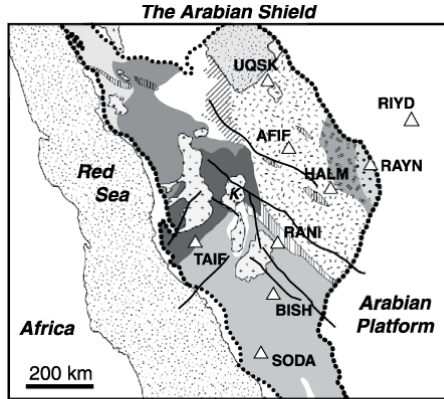 The Arabian Shield
UQSK
RIYD
AFIF
RAYN
HALM
Red
Sea
K
RANI
TAIF
Arabian
Platform
BISH
Africa
SODA
200 km